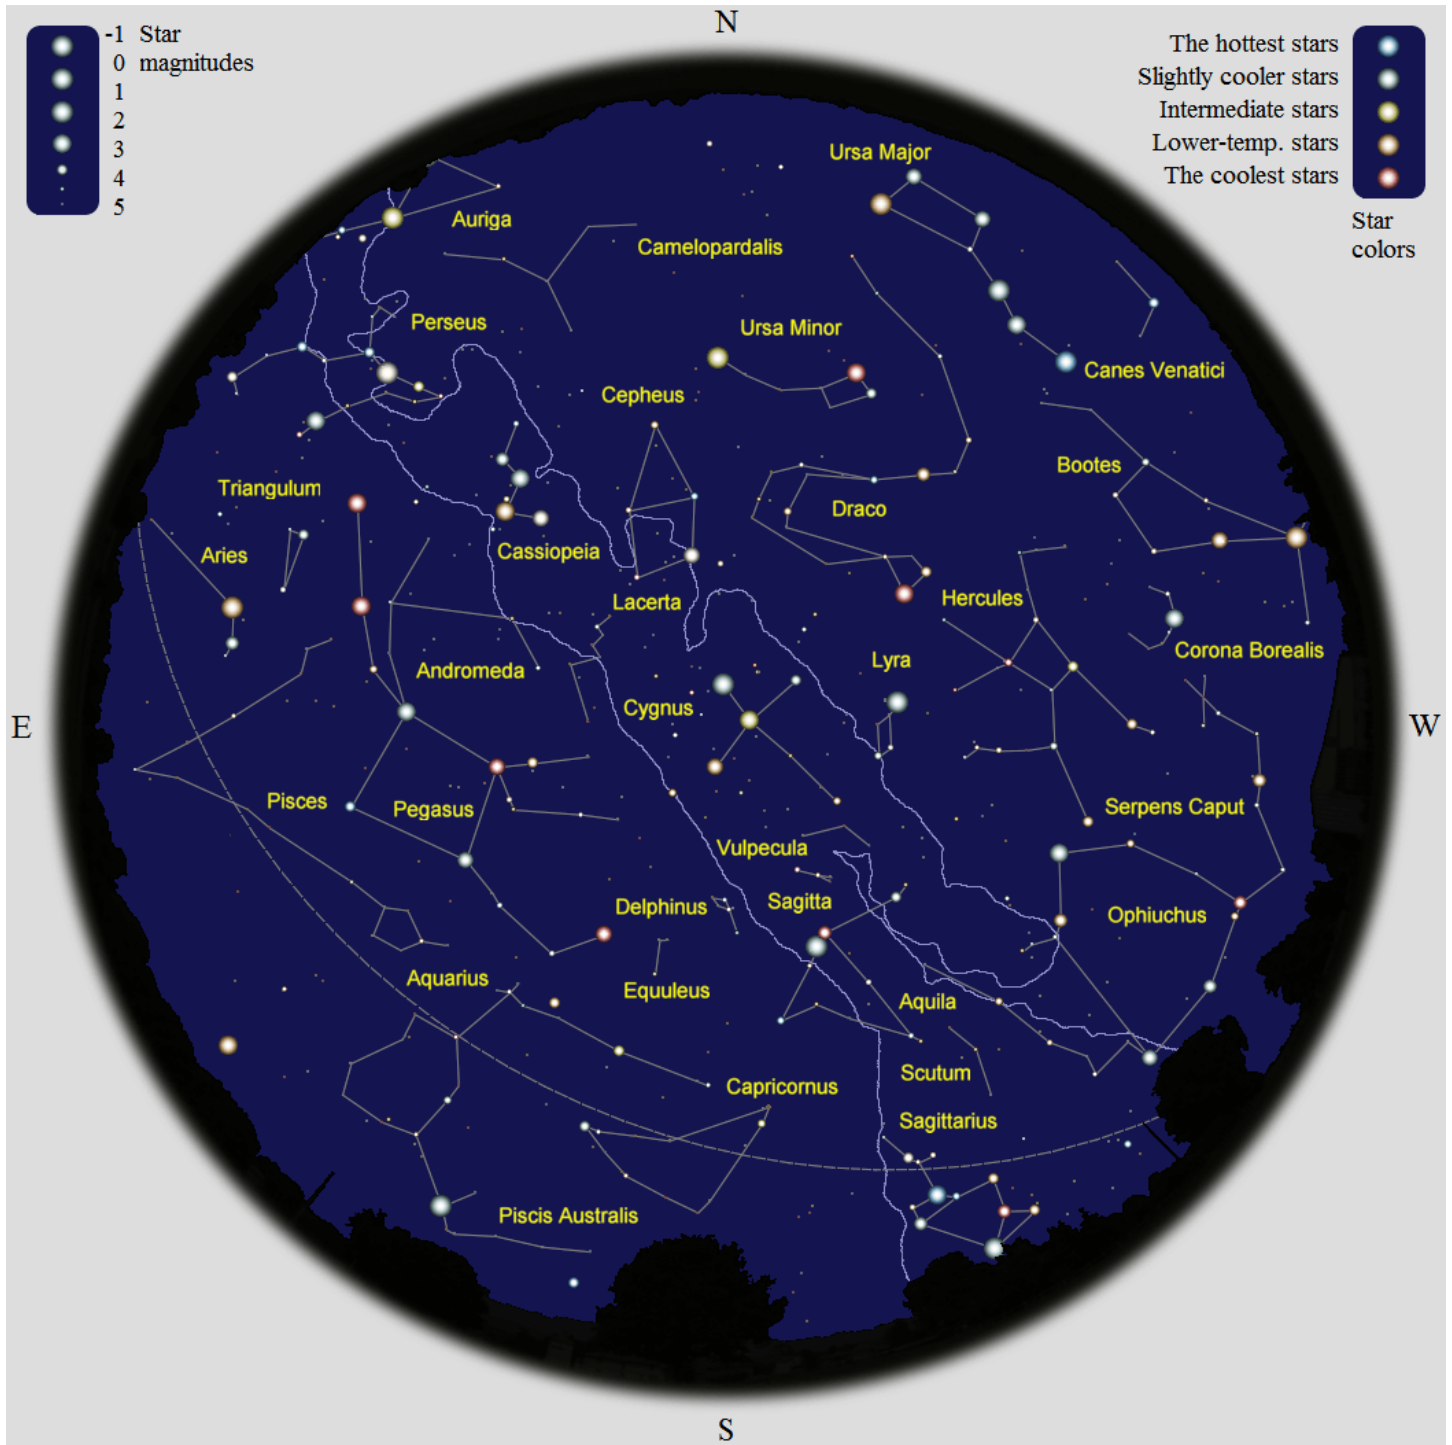 N
-1 Star
0 magnitudes
1
2
3
4
5
The hottest stars
Slightly cooler stars
Intermediate stars
Lower-temp. stars
The coolest stars
Star
colors
Ursa Major
Auriga
Camelopardalis
Perseus
Ursa Minor
Canes Venatici
Cepheus
Bootes
Triangulum
Draco
Aries
Cassiopeia
Hercules
Lacerta
Corona Borealis
Andromeda
Lyra
Cygnus
E
W
Pisces
Pegasus
Serpens Caput
Vulpecula
Delphinus
Sagitta
Ophiuchus
Aquarius
Equuleus
Aquila
Scutum
Capricornus
Sagittarius
Piscis Australis
S